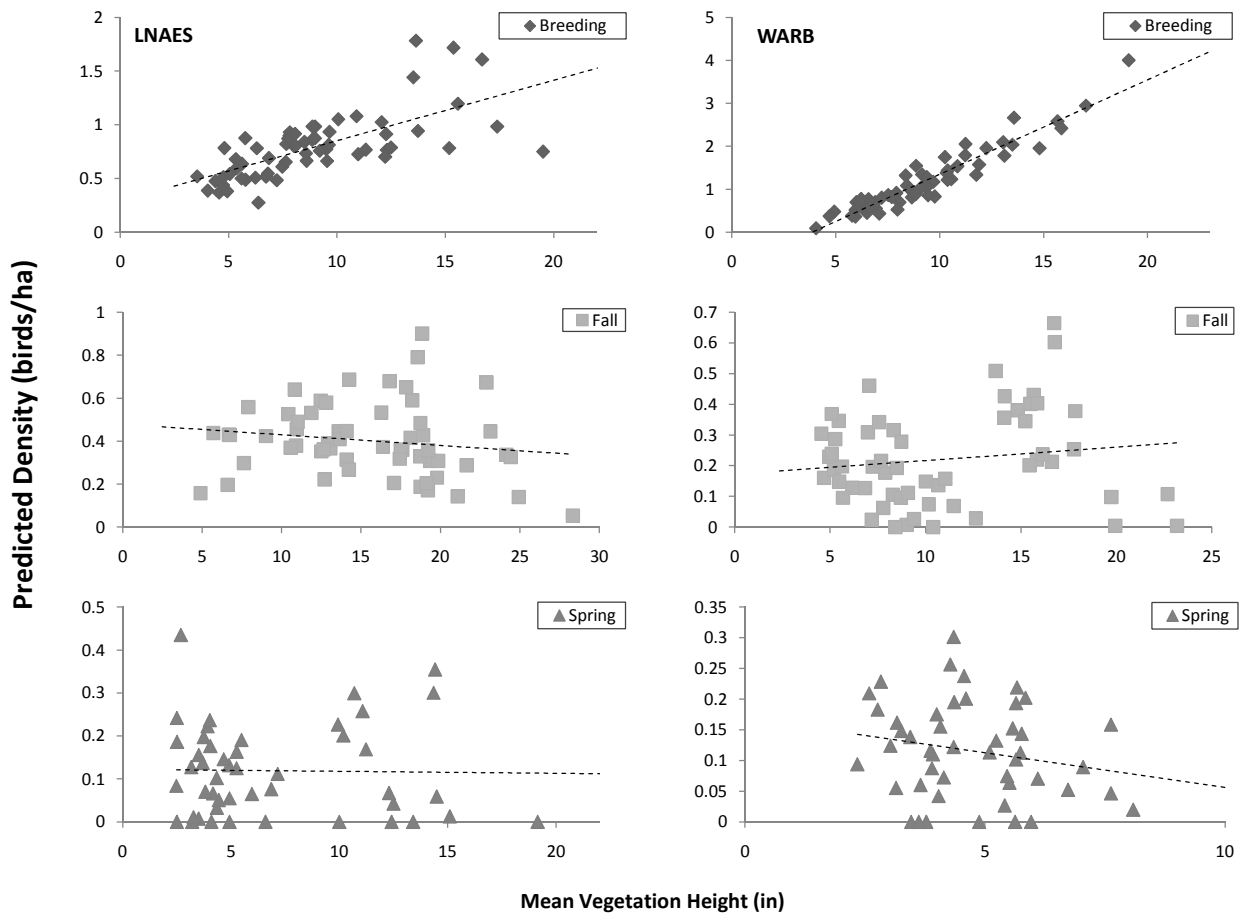 Predicted Density (birds/ha)
LNAES
Breeding
2
1.5
1
0.5
0
0 5 10 15 20
WARB
Breeding
5
4
3
2
1
0
0 5 10 15 20
Fall
1
0.8
0.6
0.4
0.2
0
0 5 10 15 20 25 30
Fall
0.7
0.6
0.5
0.4
0.3
0.2
0.1
0
0 5 10 15 20 25
Spring
0.5
0.4
0.3
0.2
0.1
0
0 5 10 15 20
Spring
0.35
0.3
0.25
0.2
0.15
0.1
0.05
0
0 5 10
Mean Vegetation Height (in)